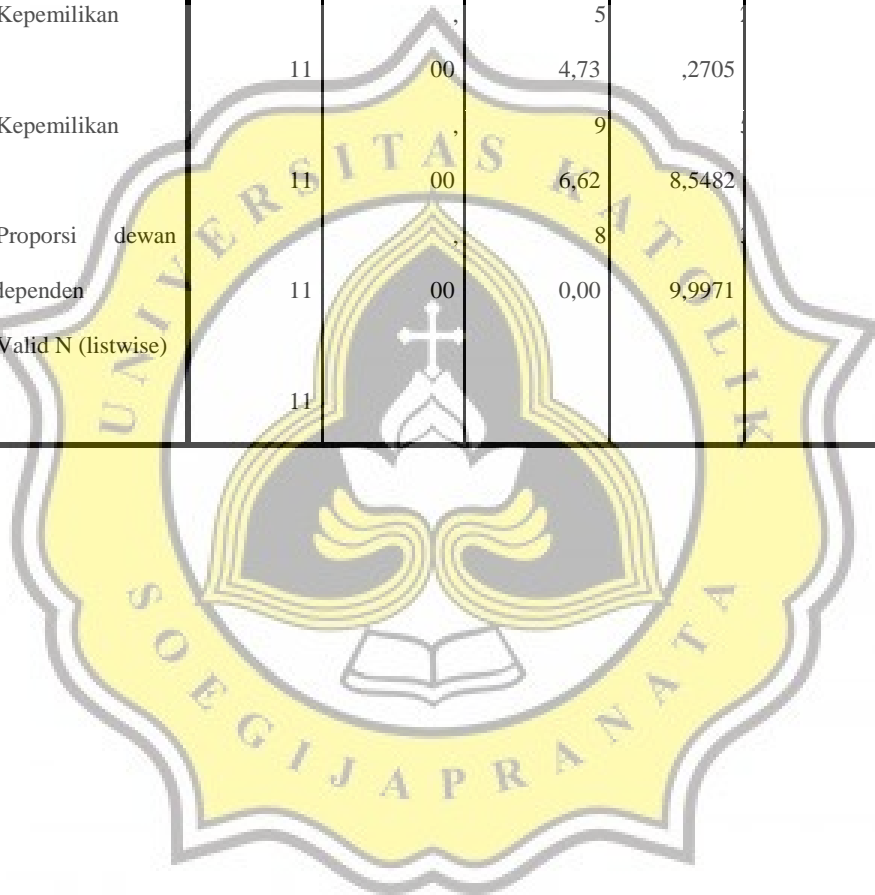 Kepemilikan , 5
11 00 4,73 ,2705
Kepemilikan , 9
11 00 6,62 8,5482
Proporsi dewan , 8
dependen 11 00 0,00 9,9971
Valid N (listwise)
11
UNIVERSITAS KATOLIK
SOEGIJAPRANATA